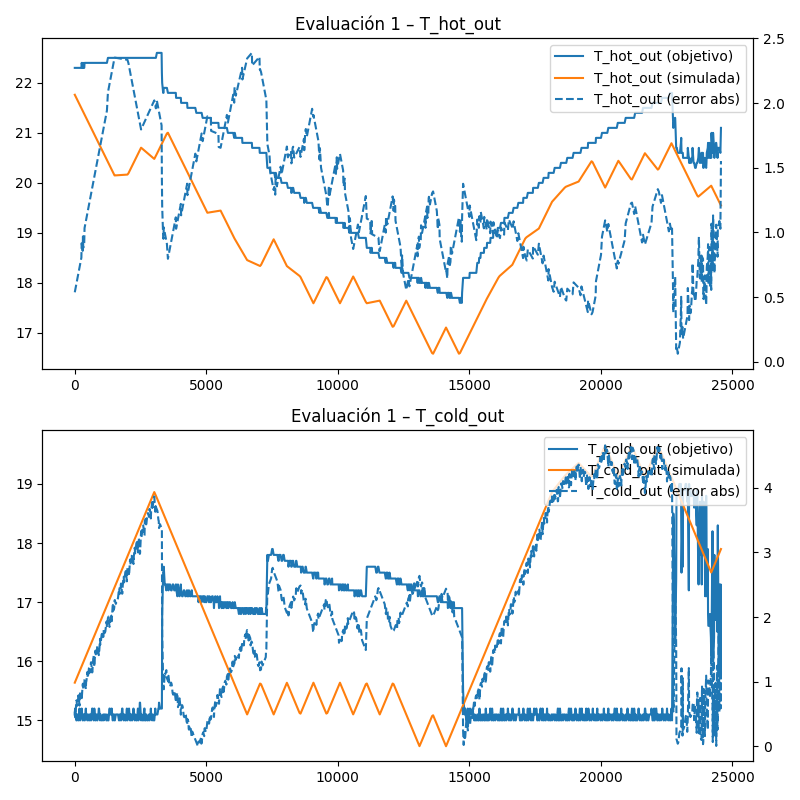 Evaluación 1 – T_hot_out
T_hot_out (objetivo)
T_hot_out (simulada)
T_hot_out (error abs)
22
21
20
19
18
17
2.5
2.0
1.5
1.0
0.5
0.0
0 5000 10000 15000 20000 25000
Evaluación 1 – T_cold_out
T_cold_out (objetivo)
T_cold_out (simulada)
T_cold_out (error abs)
19
18
17
16
15
4
3
2
1
0
0 5000 10000 15000 20000 25000